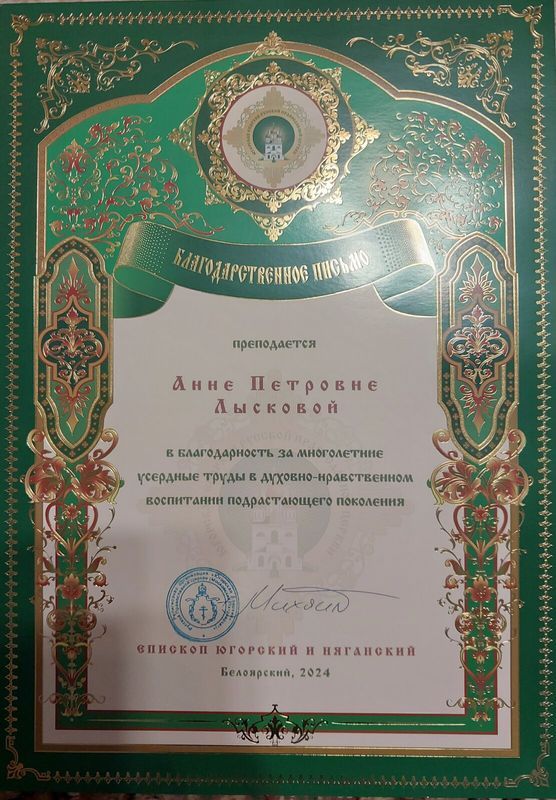 БЛАГОДАРСТВЕННОЕ ПИСЬМО
преподается
Анне Петровне
Лысковой
в благодарность за многолетние
усердные труды в духовно-нравственном
воспитании подрастающего поколения
Михаил
ЕПИСКОП ЮГОРСКИЙ И НЯГАНСКИЙ
Белоярский, 2024